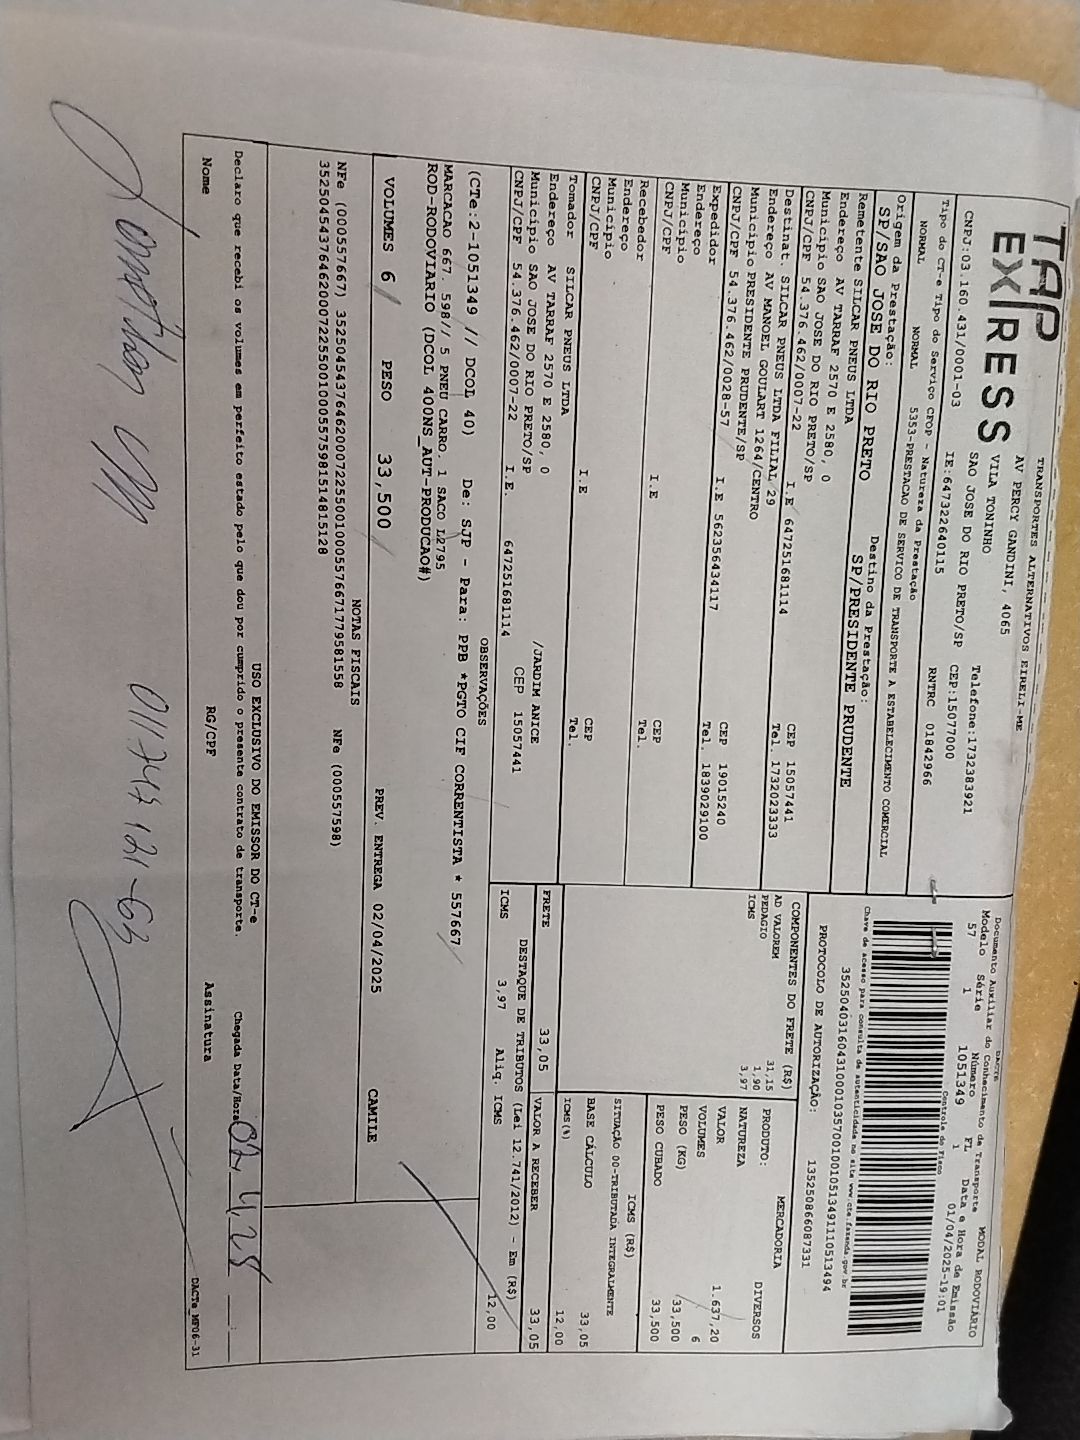 TAP
EXPRESS
TRANSPORTES ALTERNATIVOS EIRELI-ME
AV PERCY GANDINI, 4065
VILA TONINHO
SAO JOSE DO RIO PRETO/SP
Telefone:1732383921
CEP:15077000
CNPJ:03.160.431/0001-03
IE:647322640115
RNTRC 01842966
Tipo do CT-e Tipo do Serviço CFOP - Natureza da Prestação
NORMAL NORMAL 5353-PRESTACAO DE SERVICO DE TRANSPORTE A ESTABELECIMENTO COMERCIAL
Origem da Prestação: Destino da Prestação:
SP/SAO JOSE DO RIO PRETO SP/PRESIDENTE PRUDENTE
Remetente SILCAR PNEUS LTDA
Endereço AV TARRAF 2570 E 2580, 0
Município SAO JOSE DO RIO PRETO/SP CEP 15057441
CNPJ/CPF 54.376.462/0007-22 I.E 647251681114 Tel. 1732023333
Destinat. SILCAR PNEUS LTDA FILIAL 29
Endereço AV MANOEL GOULART 1264/CENTRO
Município PRESIDENTE PRUDENTE/SP CEP 19015240
CNPJ/CPF 54.376.462/0028-57 I.E 562356434117 Tel. 1839029100
Expedidor
Endereço
Município CEP
CNPJ/CPF I.E Tel.
Recebedor
Endereço
Município CEP
CNPJ/CPF I.E Tel.
Tomador SILCAR PNEUS LTDA
Endereço AV TARRAF 2570 E 2580, 0 /JARDIM ANICE
Município SAO JOSE DO RIO PRETO/SP CEP 15057441
CNPJ/CPF 54.376.462/0007-22 I.E. 647251681114
DACTE MODAL RODOVIÁRIO
Documento Auxiliar do Conhecimento de Transporte
Modelo Série Número FL Data e Hora de Emissão
57 1 1051349 1 01/04/2025-19:01
Controle do Fisco
Chave de acesso para consulta de autenticidade no site www.cte.fazenda.gov.br
35250403160431000103570010010513491110513494
PROTOCOLO DE AUTORIZAÇÃO: 135250866087331
COMPONENTES DO FRETE (R$)
AD VALOREM 31,15
PEDAGIO 1,90
ICMS 3,97
FRETE 33,05
MERCADORIA
PRODUTO: DIVERSOS
NATUREZA
VALOR 1.637,20
VOLUMES 6
PESO (KG) 33,500
PESO CUBADO 33,500
ICMS (R$)
SITUAÇÃO 00-TRIBUTADA INTEGRALMENTE
BASE CÁLCULO 33,05
ICMS(%) 12,00
VALOR A RECEBER 33,05
DESTAQUE DE TRIBUTOS (Lei 12.741/2012) - Em (R$)
ICMS 3,97 Aliq. ICMS 12,00
OBSERVAÇÕES
(CTe:2-1051349 // DCOL 40) De: SJP - Para: PPB *PGTO CIF CORRENTISTA * 557667
MARCACAO 667. 598// 5 PNEU CARRO, 1 SACO L2795
ROD-RODOVIARIO (DCOL 400NS_AUT-PRODUCAO#)
VOLUMES 6 PESO 33,500 PREV. ENTREGA 02/04/2025 CAMILE
NOTAS FISCAIS
NFe (000557667) 35250454376462000722550010005576671779581558 NFe (000557598)
35250454376462000722550010005575981514815128
USO EXCLUSIVO DO EMISSOR DO CT-e
Declaro que recebi os volumes em perfeito estado pelo que dou por cumprido o presente contrato de transporte. Chegada Data/Hora 02 4 25
Nome RG/CPF Assinatura
DACTe_MP06-31